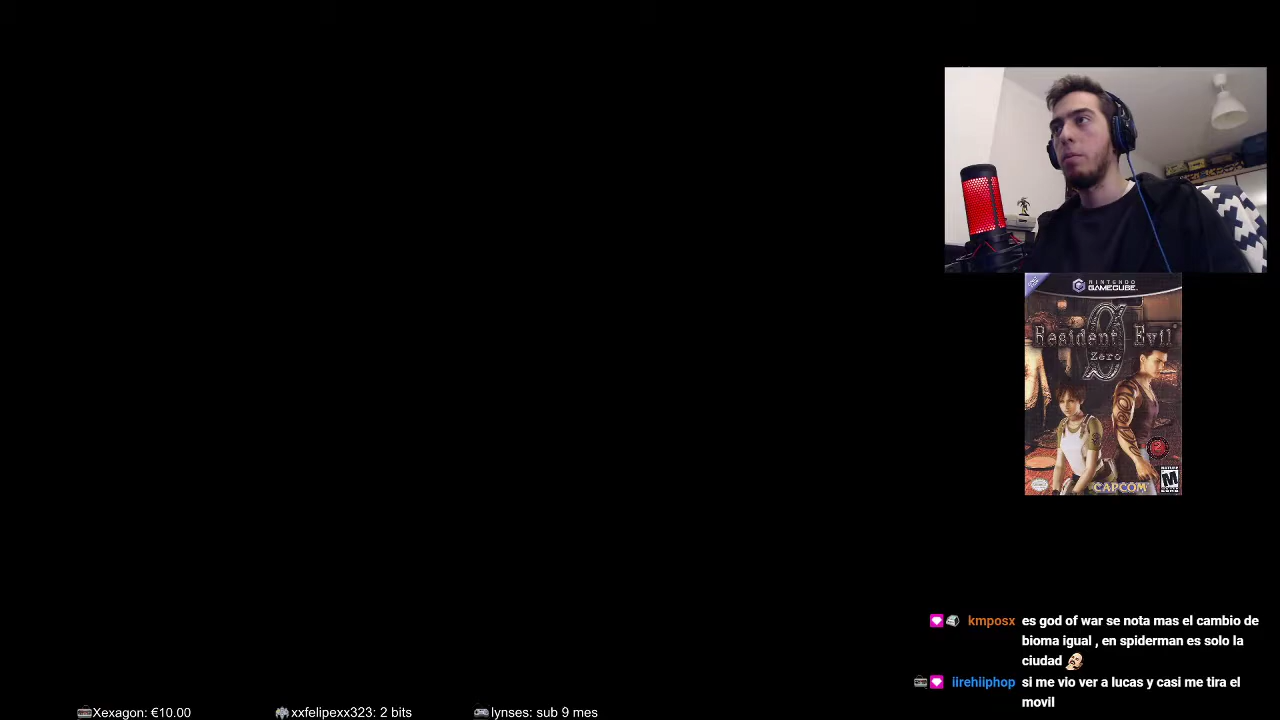 NINTENDO
GAMECUBE.
Resident Evil
Zero
MATURE
M
CAPCOM
kmposx es god of war se nota mas el cambio de
bioma igual , en spiderman es solo la
ciudad
iirehiiphop si me vio ver a lucas y casi me tira el
movil
Xexagon: €10.00 xxfelipexx323: 2 bits lynses: sub 9 mes